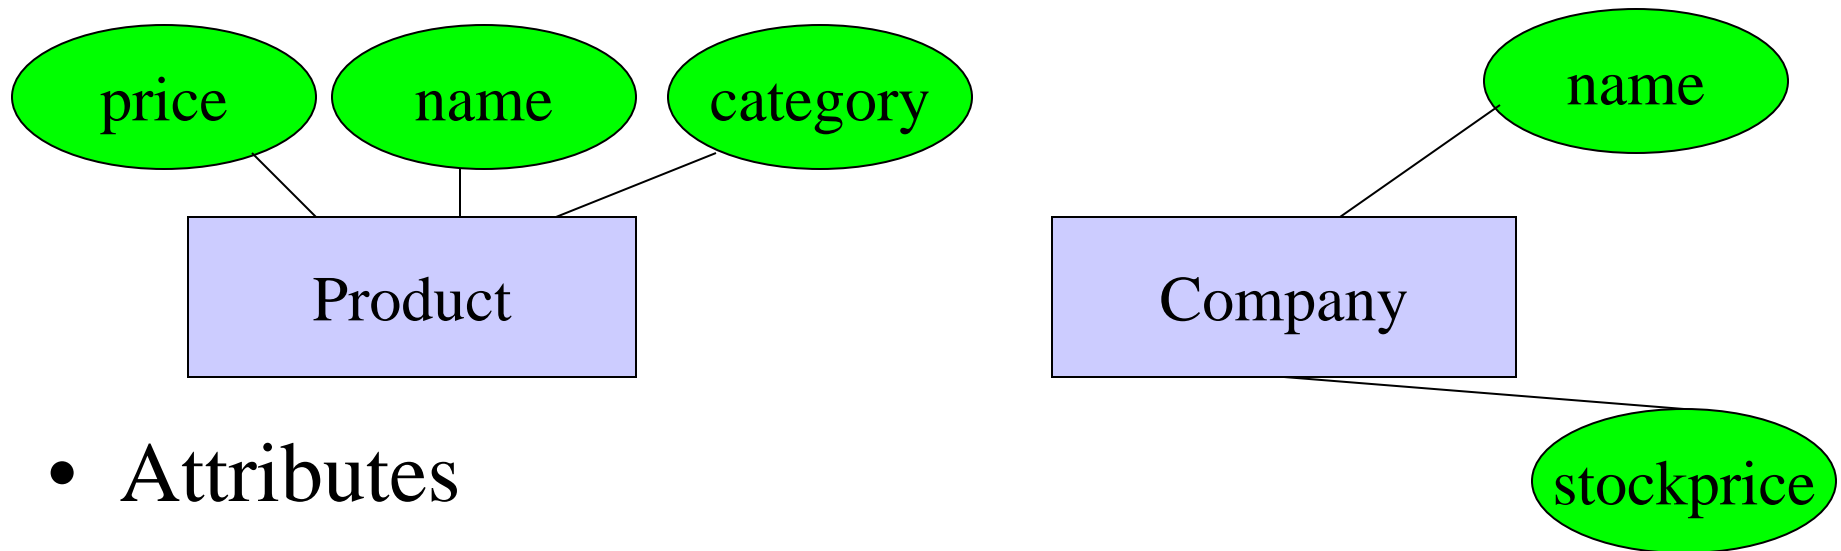 price
name
category
name
Product
Company
• Attributes
stockprice